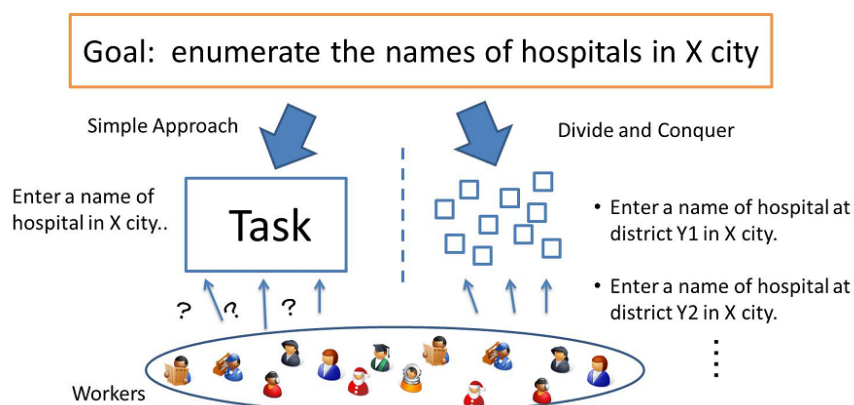 Goal:  enumerate the names of hospitals in X city
Simple Approach
Divide and Conquer
Enter a name of
hospital in X city..
Task
• Enter a name of hospital at
district Y1 in X city.
• Enter a name of hospital at
district Y2 in X city.
? ? ?
Workers